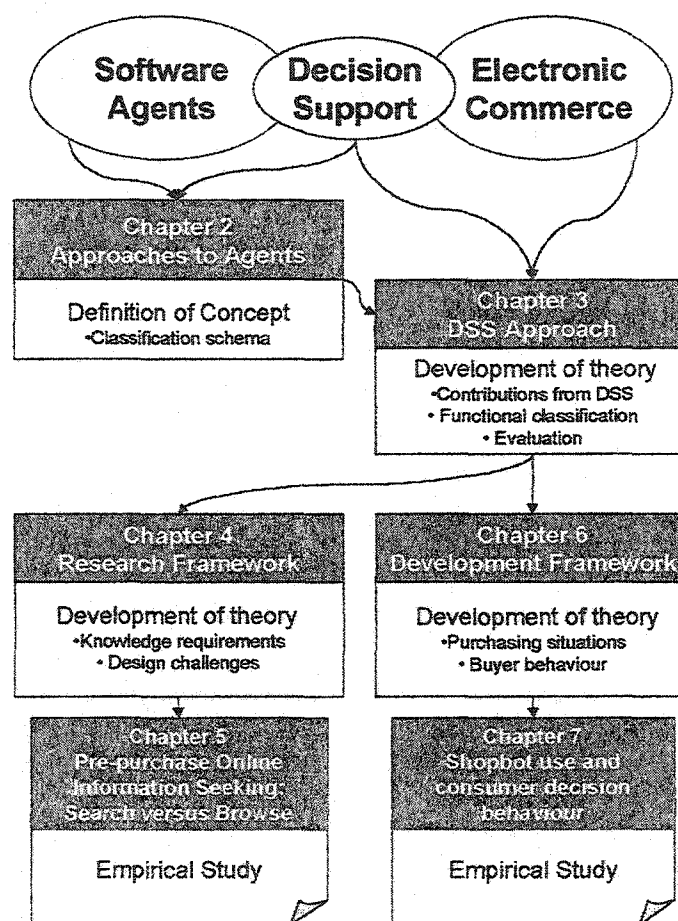 Software
Agents
Decision
Support
Electronic
Commerce
Chapter 2
Approaches to Agents
Definition of Concept
•Classification schema
Chapter 3
DSS Approach
Development of theory
•Contributions from DSS
• Functional classification
• Evaluation
Chapter 4
Research Framework
Development of theory
•Knowledge requirements
• Design challenges
Chapter 6
Development Framework
Development of theory
•Purchasing situations
• Buyer behaviour
Chapter 5
Pre-purchase Online
Information Seeking:
Search versus Browse
Empirical Study
Chapter 7
Shopbot use and
consumer decision
behaviour
Empirical Study